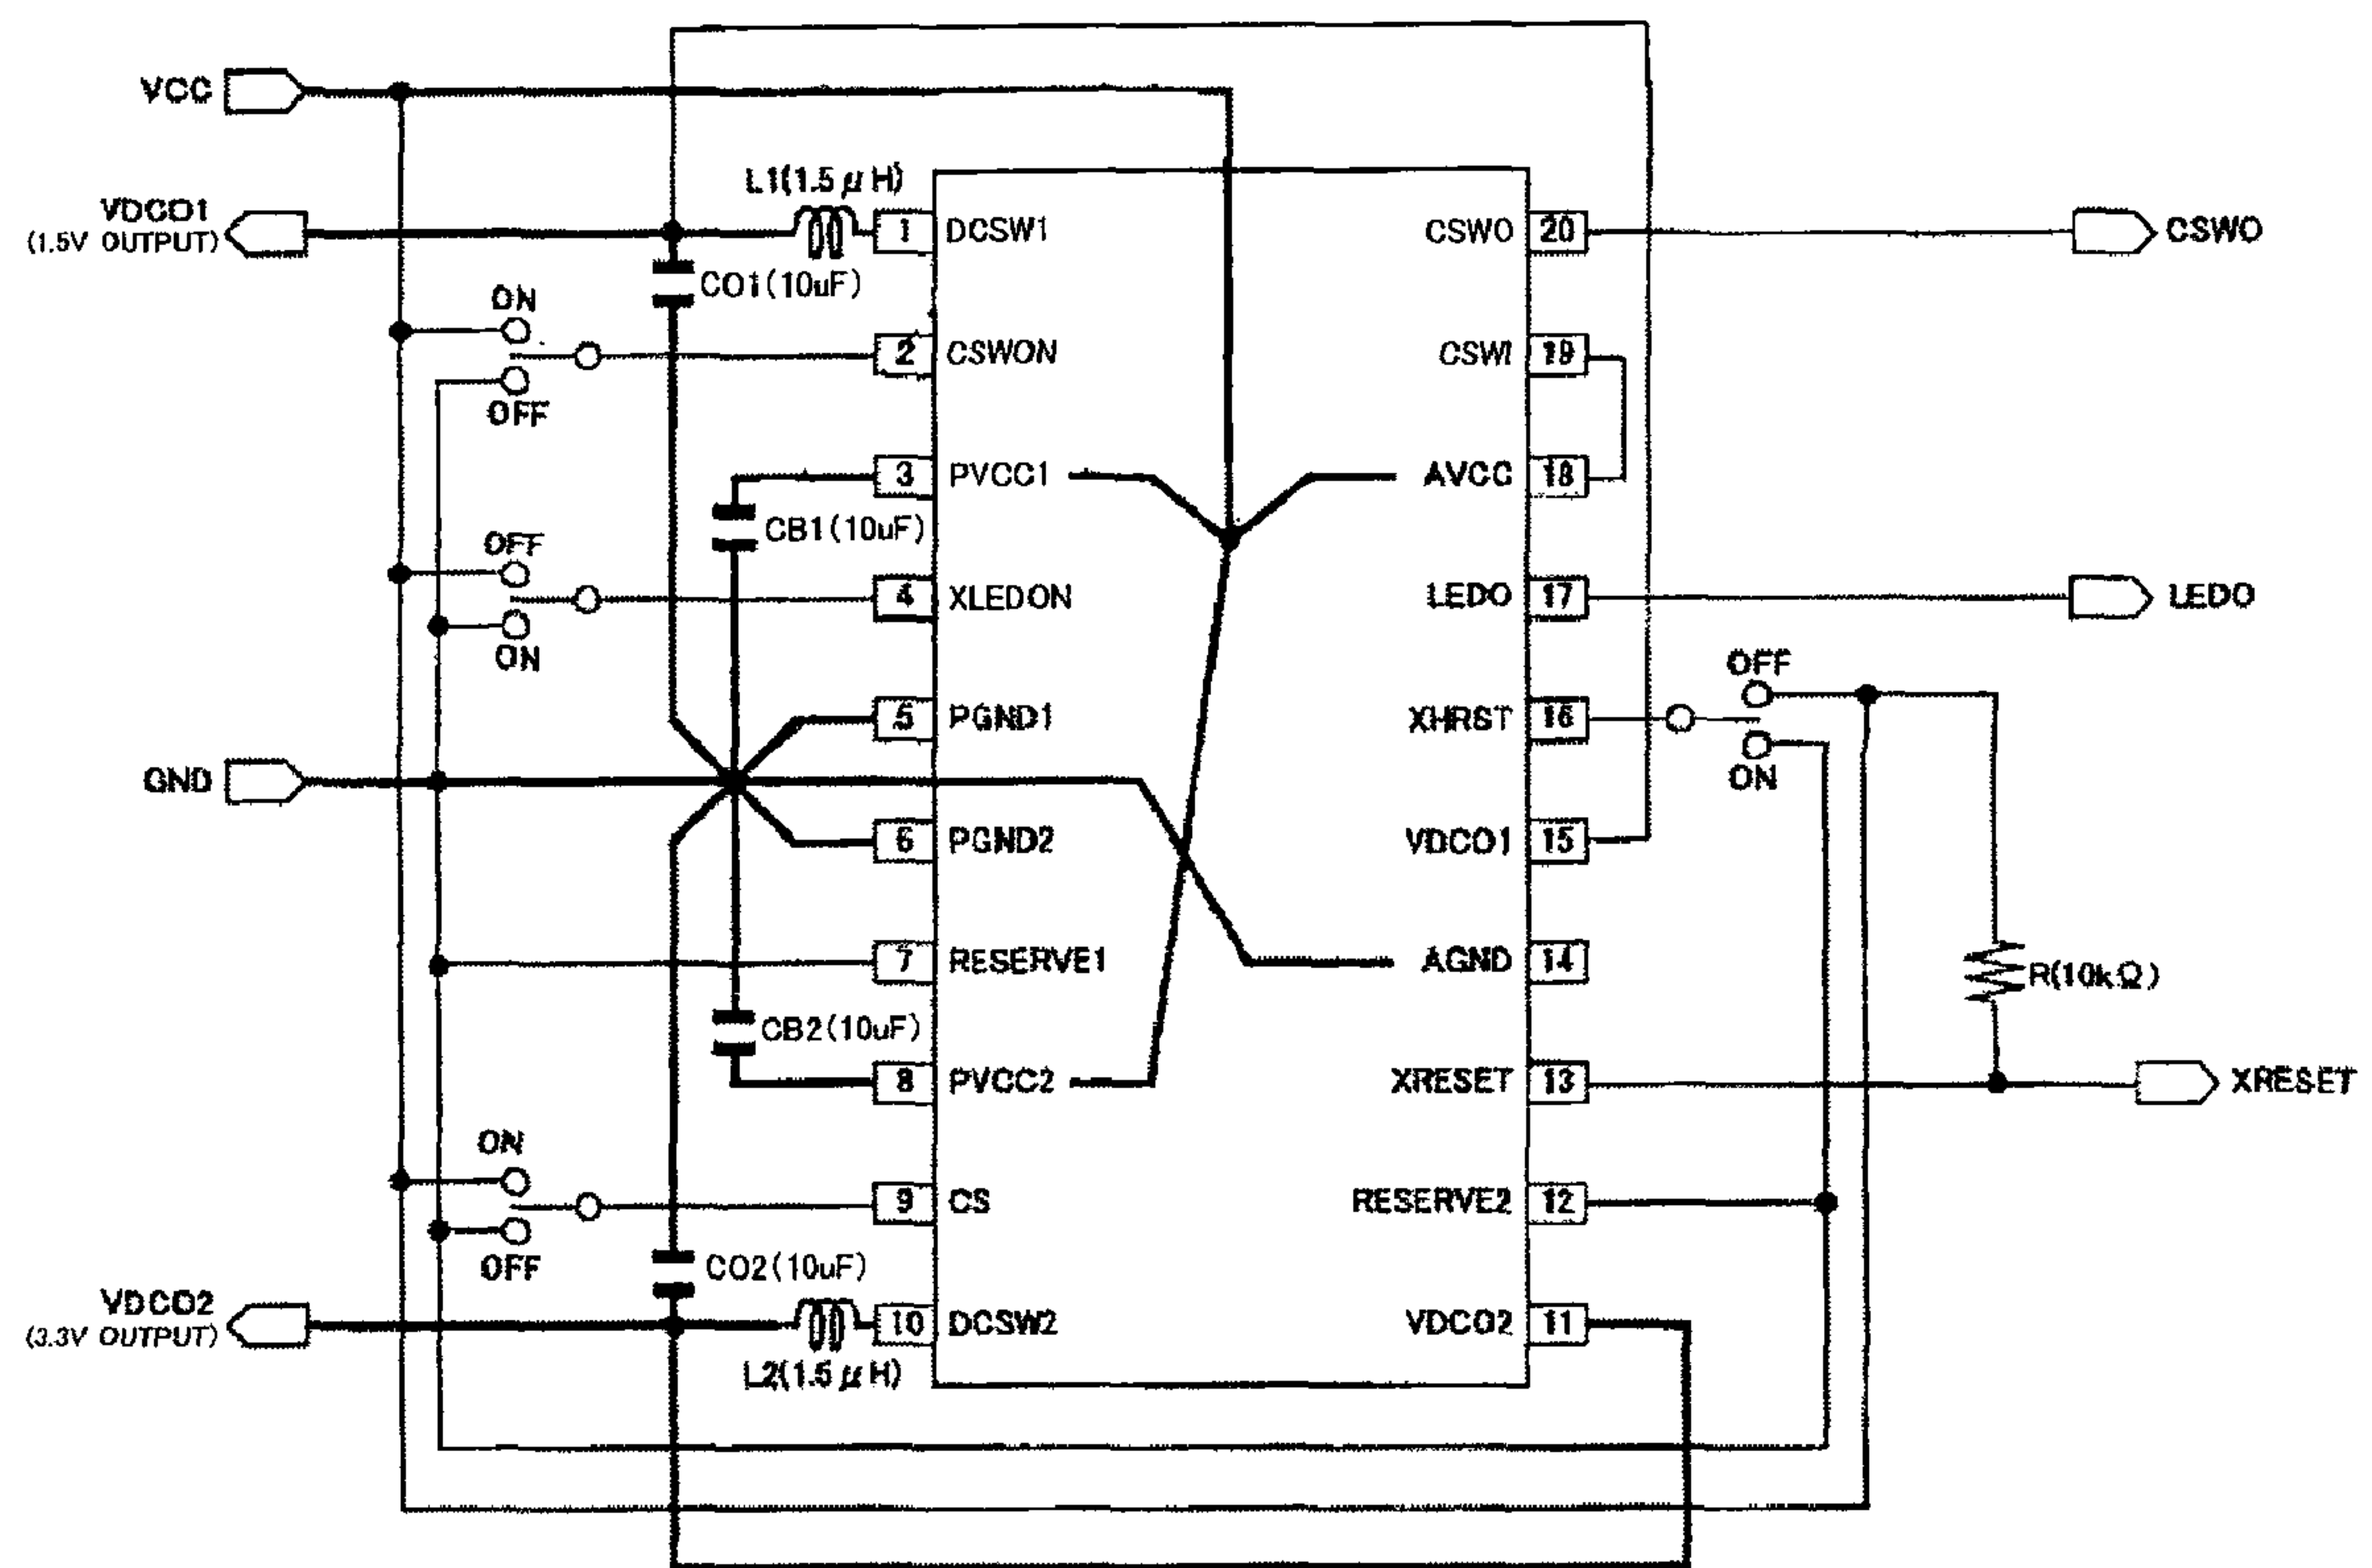 VCC
VDCO1
(1.5V OUTPUT)
L1(1.5μH)
1 DCSW1
CO1(10uF)
ON
OFF
2 CSWON
3 PVCC1
CB1(10uF)
OFF
ON
4 XLEDON
5 PGND1
GND
6 PGND2
7 RESERVE1
CB2(10uF)
8 PVCC2
ON
OFF
9 CS
CO2(10uF)
VDCO2
(3.3V OUTPUT)
10 DCSW2
L2(1.5μH)
CSWO 20 CSWO
CSWI 19
AVCC 18
LEDO 17 LEDO
OFF
XHRST 16
ON
VDCO1 15
AGND 14
R(10kΩ)
XRESET 13 XRESET
RESERVE2 12
VDCO2 11